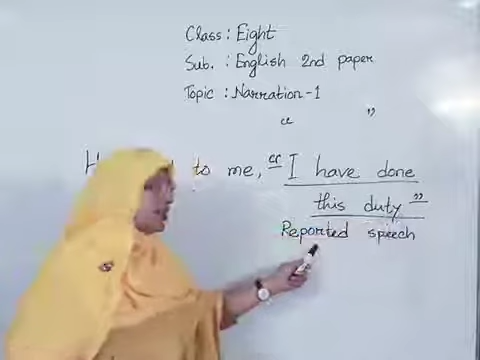 Class : Eight
Sub. : English 2nd paper
Topic : Narration-1
“ ”
to me, “I have done
this duty”
Reported speech